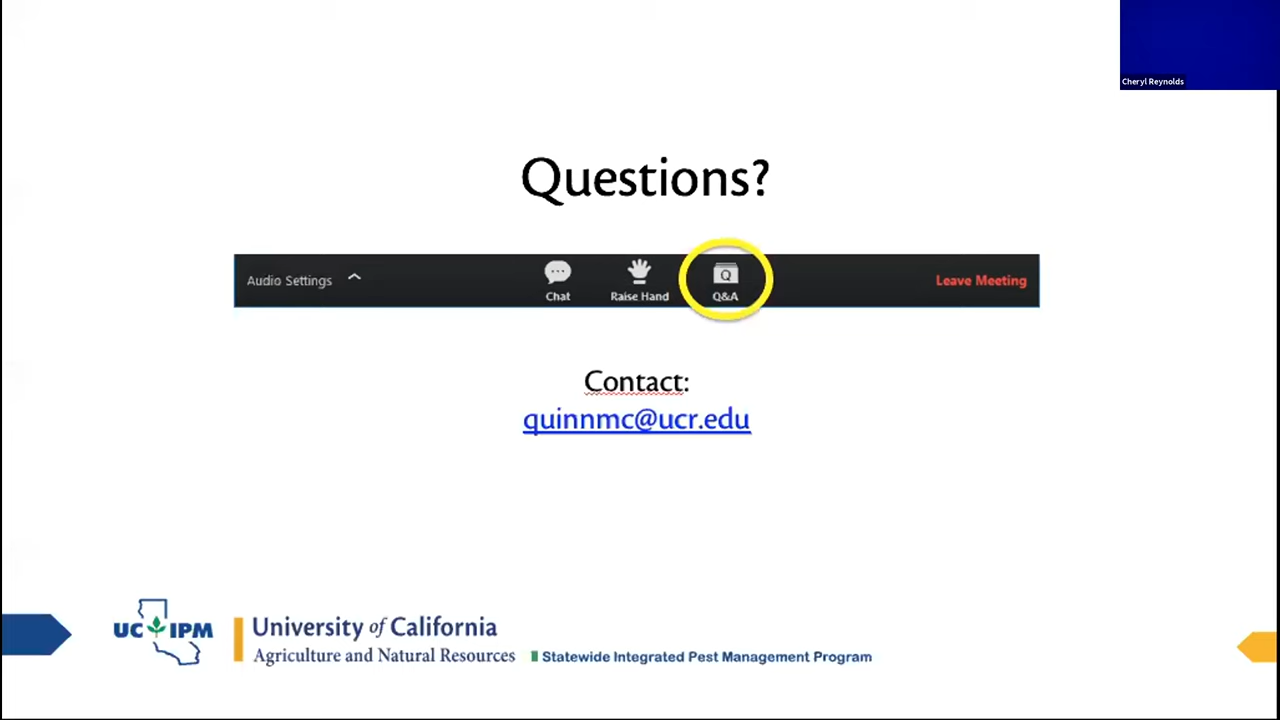 Cheryl Reynolds
Questions?
Audio Settings
Chat
Raise Hand
Q
Q&A
Leave Meeting
Contact:
quinnmc@ucr.edu
UC IPM
University of California
Agriculture and Natural Resources
Statewide Integrated Pest Management Program